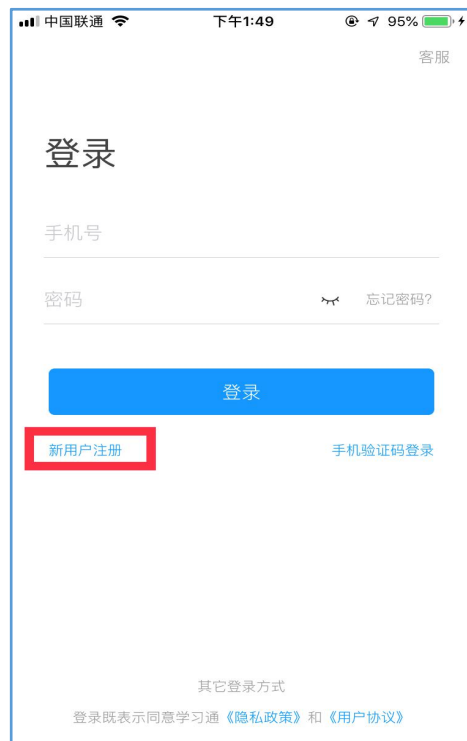 中国联通 下午1:49 95%
客服
登录
手机号
密码 忘记密码?
登录
新用户注册 手机验证码登录
其它登录方式
登录既表示同意学习通《隐私政策》和《用户协议》